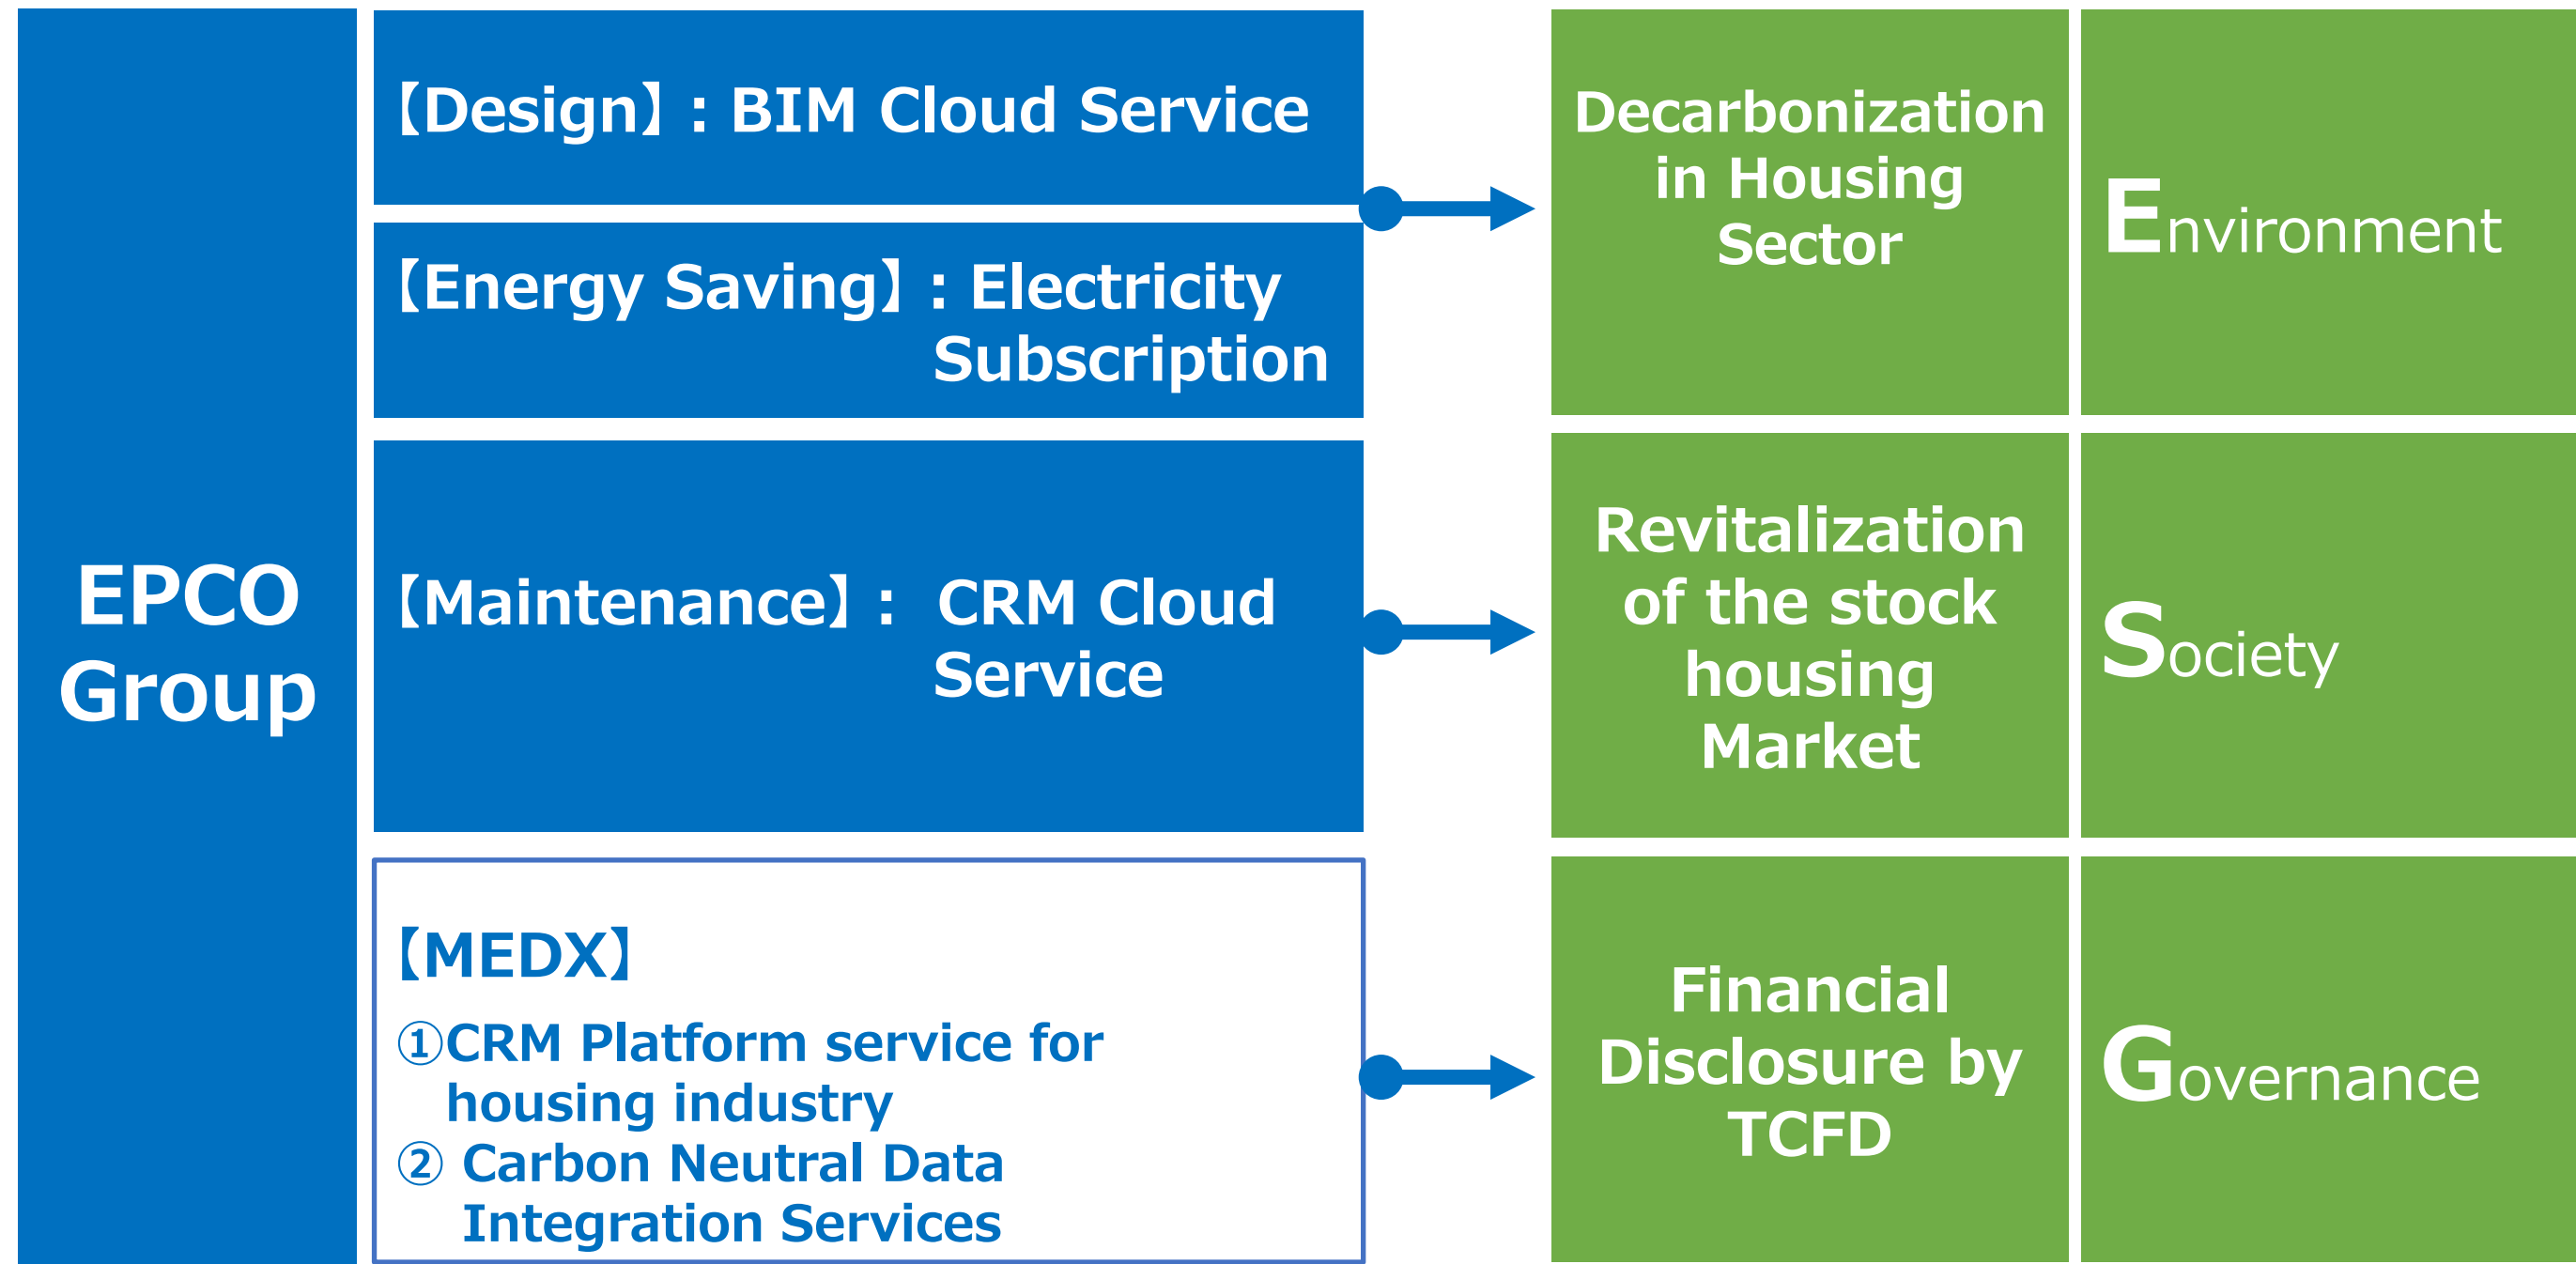 EPCO
Group
【Design】 : BIM Cloud Service
【Energy Saving】 : Electricity
Subscription
【Maintenance】 : CRM Cloud
Service
【MEDX】
①CRM Platform service for
housing industry
② Carbon Neutral Data
Integration Services
Decarbonization
in Housing
Sector
Environment
Revitalization
of the stock
housing
Market
Society
Financial
Disclosure by
TCFD
Governance